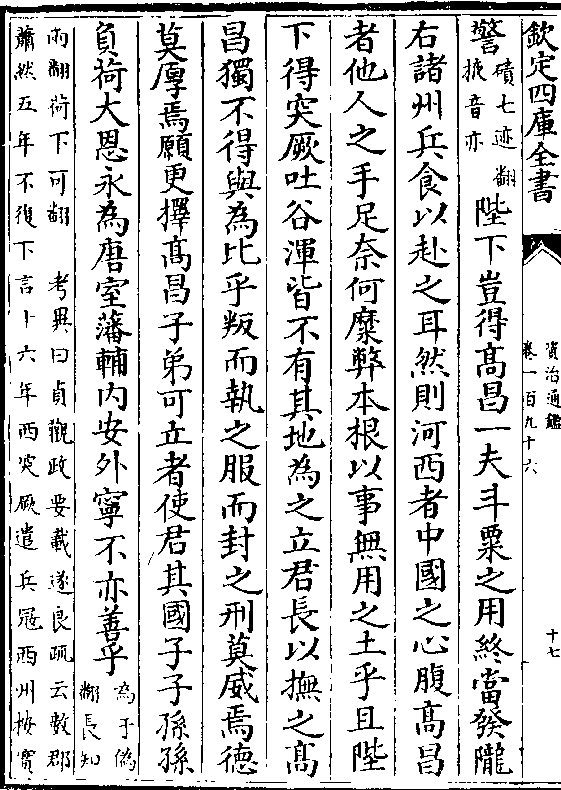 欽定四庫全書
資治通鑑
卷一百九十六
十七
警
磧七迹翻
掖音亦
陛下豈得髙昌一夫斗粟之用終當發隴
右諸州兵食以赴之耳然則河西者中國之心腹髙昌
者他人之手足奈何糜弊本根以事無用之土乎且陛
下得突厥吐谷渾皆不有其地為之立君長以撫之髙
昌獨不得與為比乎叛而執之服而封之刑莫威焉德
莫厚焉願更擇髙昌子弟可立者使君其國子子孫孫
負荷大恩永為唐室藩輔内安外寧不亦善乎
為于偽
翻長知
兩翻荷下可翻 考異曰貞觀政要載遂良疏云數郡
蕭然五年不復下言十六年西突厥遣兵寇西州按實